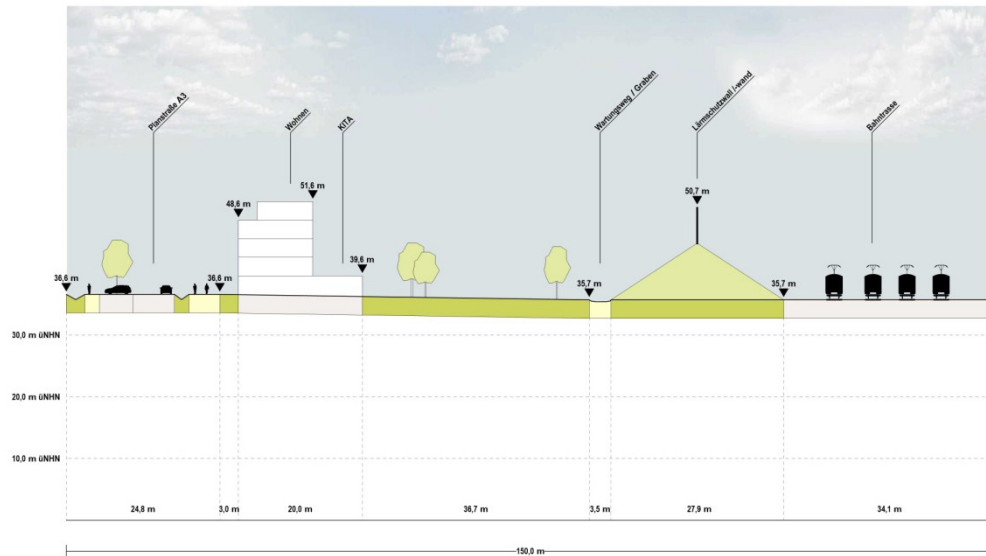 Planstraße A3
Wohnen
KITA
Wartungsweg / Graben
Lärmschutzwall /-wand
Bahntrasse
51,6 m
50,7 m
48,6 m
39,6 m
36,6 m
36,6 m
35,7 m
35,7 m
30,0 m üNHN
20,0 m üNHN
10,0 m üNHN
24,8 m
3,0 m
20,0 m
36,7 m
3,5 m
27,9 m
34,1 m
150,0 m